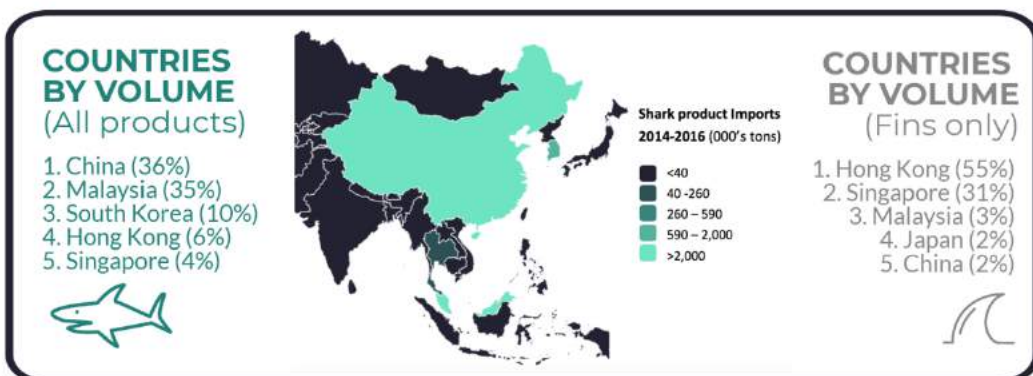 COUNTRIES
BY VOLUME
(All products)
1. China (36%)
2. Malaysia (35%)
3. South Korea (10%)
4. Hong Kong (6%)
5. Singapore (4%)
Shark product Imports
2014-2016 (000's tons)
<40
40 -260
260 – 590
590 – 2,000
>2,000
COUNTRIES
BY VOLUME
(Fins only)
1. Hong Kong (55%)
2. Singapore (31%)
3. Malaysia (3%)
4. Japan (2%)
5. China (2%)